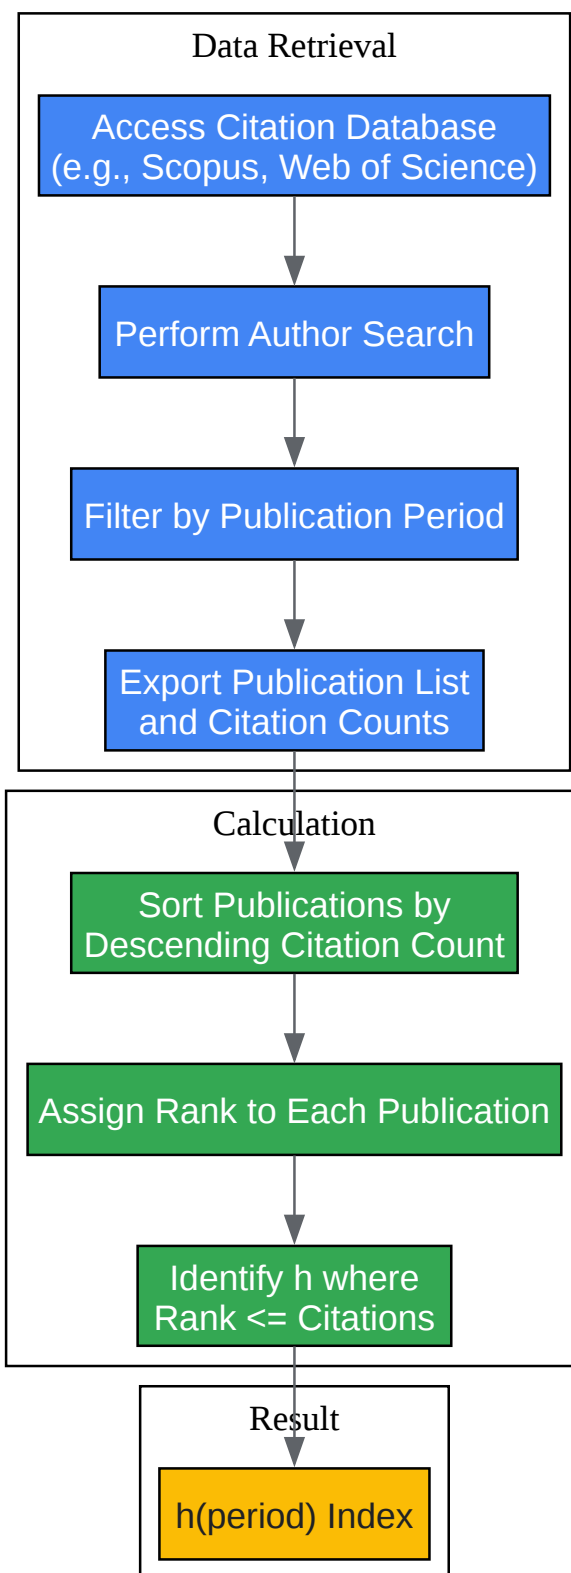 Data Retrieval
Access Citation Database
(e.g., Scopus, Web of Science)
Perform Author Search
Filter by Publication Period
Export Publication List
and Citation Counts
Calculation
Sort Publications by
Descending Citation Count
Assign Rank to Each Publication
Identify h where
Rank <= Citations
Result
h(period) Index